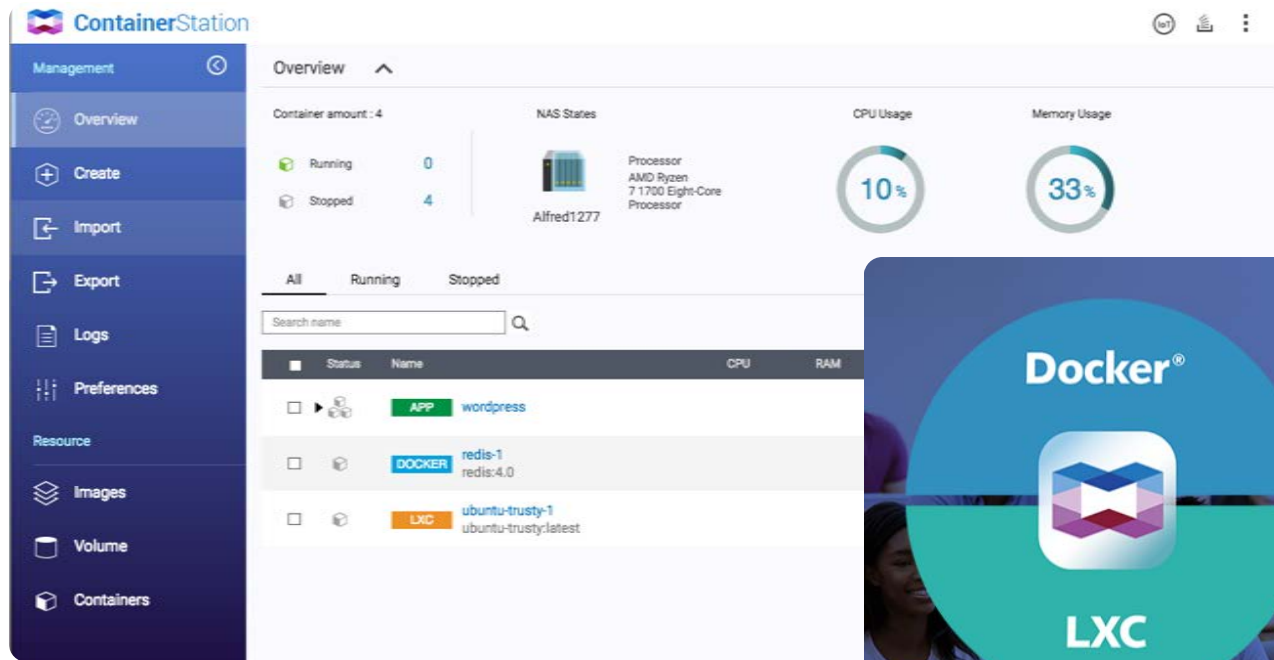 ContainerStation
IoT
Management
Overview
Create
Import
Export
Logs
Preferences
Resource
Images
Volume
Containers
Overview
Container amount : 4
Running 0
Stopped 4
NAS States
Alfred1277
Processor
AMD Ryzen
7 1700 Eight-Core
Processor
CPU Usage
10 %
Memory Usage
33 %
All Running Stopped
Search name
Status Name CPU RAM
APP wordpress
DOCKER redis-1
redis:4.0
LXC ubuntu-trusty-1
ubuntu-trusty:latest
Docker®
LXC